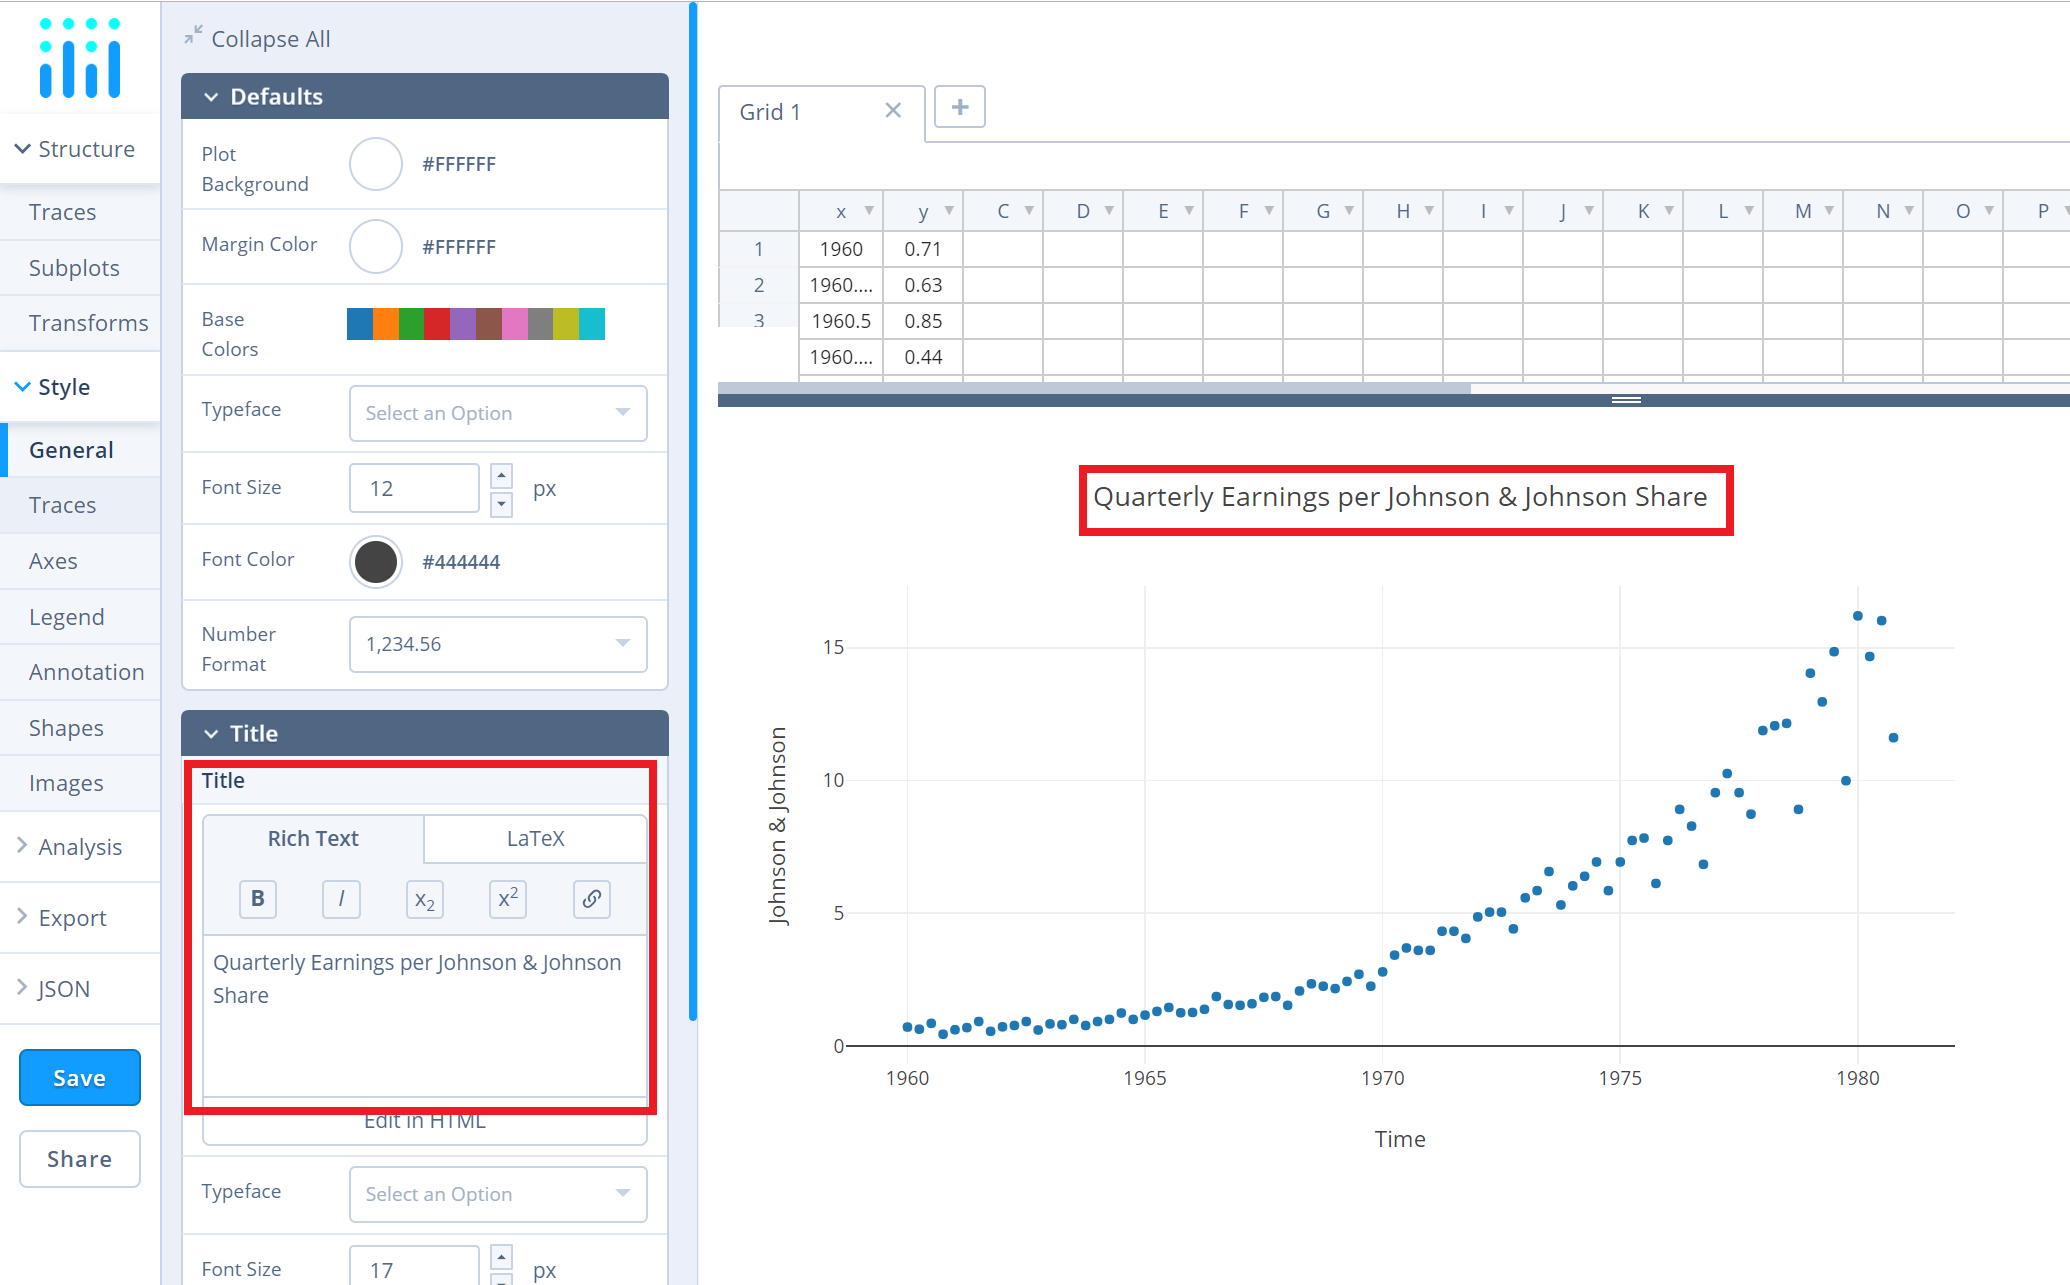 Collapse All
Structure
Traces
Subplots
Transforms
Style
General
Traces
Axes
Legend
Annotation
Shapes
Images
Analysis
Export
JSON
Save
Share
Defaults
Plot
Background
#FFFFFF
Margin Color
#FFFFFF
Base
Colors
Typeface
Select an Option
Font Size
12
px
Font Color
#444444
Number
Format
1,234.56
Title
Title
Rich Text
LaTeX
B
I
x₂
x²
Quarterly Earnings per Johnson & Johnson
Share
Edit in HTML
Typeface
Select an Option
Font Size
17
px
Grid 1
+
x y C D E F G H I J K L M N O P
1 1960 0.71
2 1960.... 0.63
3 1960.5 0.85
1960.... 0.44
Quarterly Earnings per Johnson & Johnson Share
Johnson & Johnson
15
10
5
0
1960 1965 1970 1975 1980
Time